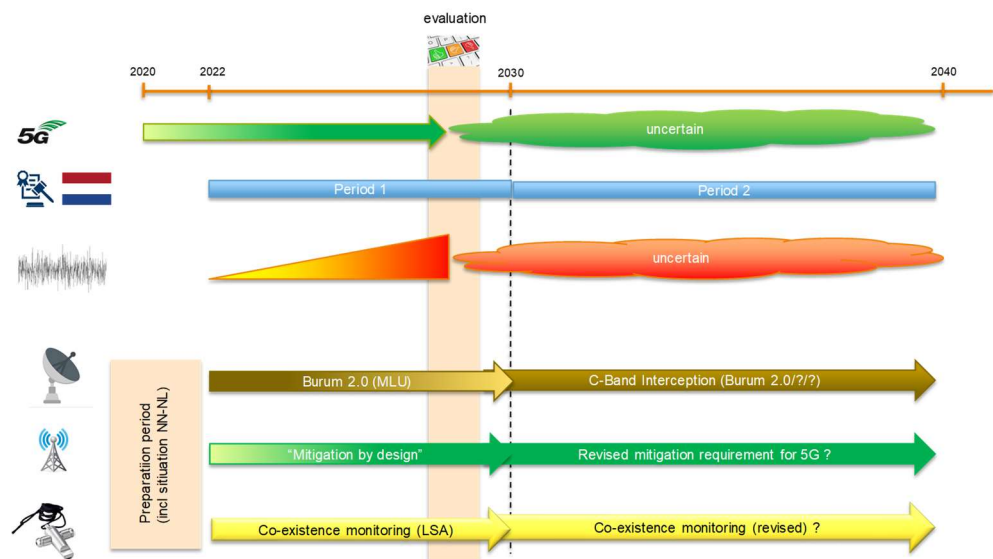 evaluation
2020
2022
2030
2040
5G
uncertain
Period 1
Period 2
uncertain
Preparation period
(incl sitiuation NN-NL)
Burum 2.0 (MLU)
C-Band Interception (Burum 2.0/?/?)
“Mitigation by design”
Revised mitigation requirement for 5G ?
Co-existence monitoring (LSA)
Co-existence monitoring (revised) ?